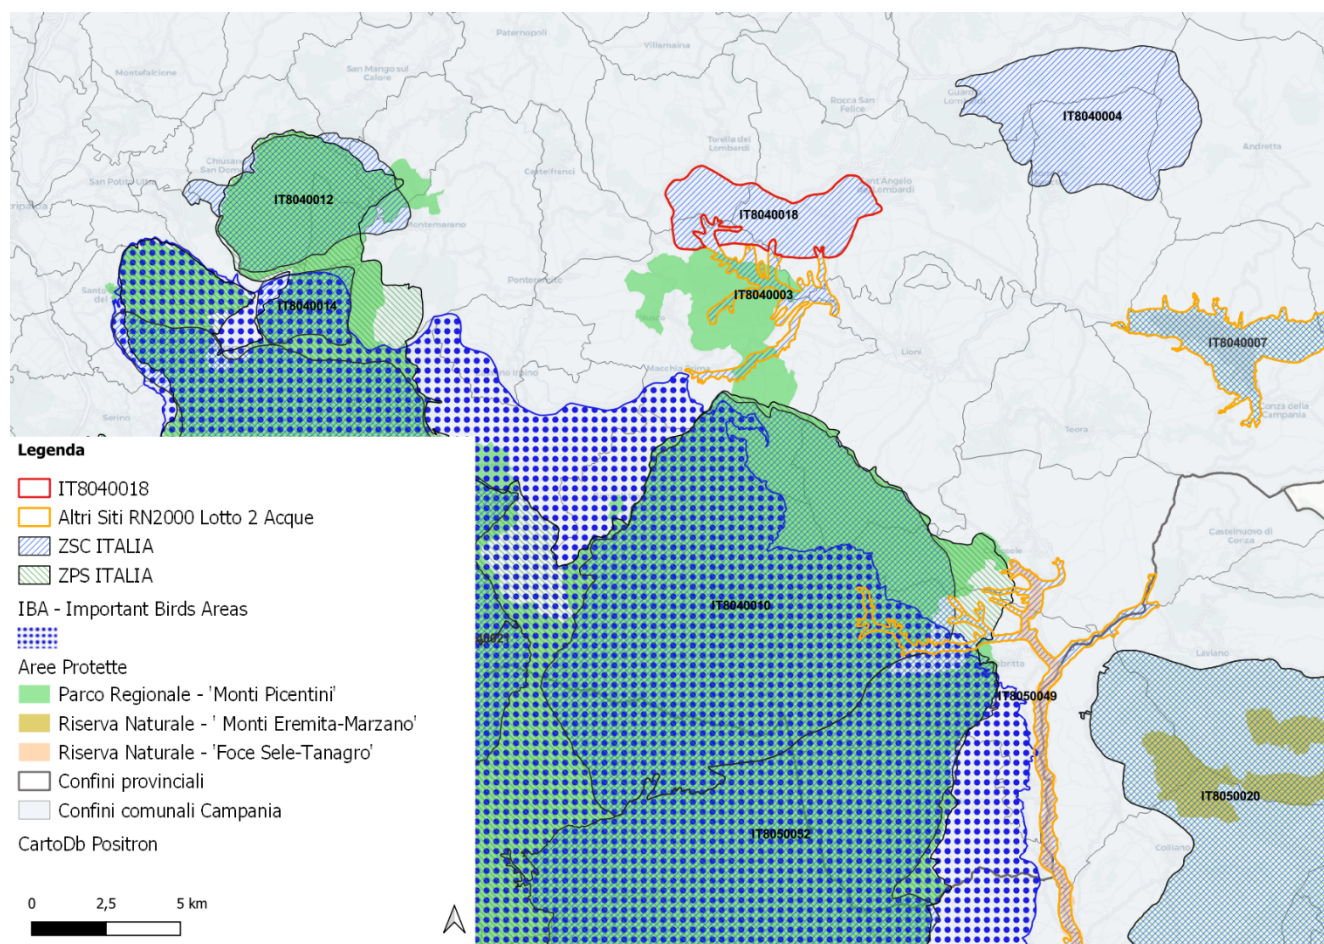 Paternopoli
Villamaina
Montefalcione
San Mango sul
Calore
Rocca San
Felice
Lombardi
IT8040004
Torella dei
Lombardi
Andretta
Chiusano
San Dom
San Potito Ultra
Castelfranci
Sant'Angelo
dei Lombardi
IT8040012
IT8040018
Montemarano
Ponteromito
Santo
IT8040014
IT8040003
IT8040007
Lioni
Conza della
Campania
Serino
Teora
Legenda
IT8040018
Altri Siti RN2000 Lotto 2 Acque
ZSC ITALIA
ZPS ITALIA
IBA - Important Birds Areas
Aree Protette
Parco Regionale - 'Monti Picentini'
Riserva Naturale - ' Monti Eremita-Marzano'
Riserva Naturale - 'Foce Sele-Tanagro'
Confini provinciali
Confini comunali Campania
CartoDb Positron
0 2,5 5 km
Castelnuovo di
Conza
IT8040010
Laviano
IT8050049
IT8050020
IT8050052
Colliano